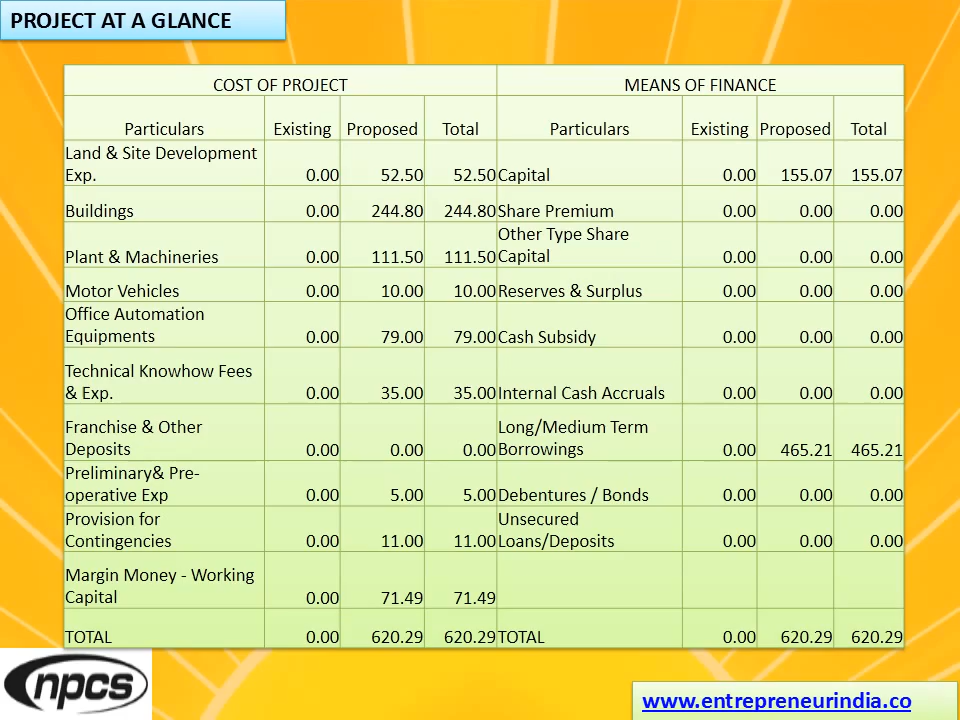 PROJECT AT A GLANCE
COST OF PROJECT MEANS OF FINANCE
Particulars Existing Proposed Total Particulars Existing Proposed Total
Land & Site Development
Exp. 0.00 52.50 52.50 Capital 0.00 155.07 155.07
Buildings 0.00 244.80 244.80 Share Premium 0.00 0.00 0.00
Other Type Share
Plant & Machineries 0.00 111.50 111.50 Capital 0.00 0.00 0.00
Motor Vehicles 0.00 10.00 10.00 Reserves & Surplus 0.00 0.00 0.00
Office Automation
Equipments 0.00 79.00 79.00 Cash Subsidy 0.00 0.00 0.00
Technical Knowhow Fees
& Exp. 0.00 35.00 35.00 Internal Cash Accruals 0.00 0.00 0.00
Franchise & Other Long/Medium Term
Deposits 0.00 0.00 0.00 Borrowings 0.00 465.21 465.21
Preliminary& Pre-
operative Exp 0.00 5.00 5.00 Debentures / Bonds 0.00 0.00 0.00
Provision for Unsecured
Contingencies 0.00 11.00 11.00 Loans/Deposits 0.00 0.00 0.00
Margin Money - Working
Capital 0.00 71.49 71.49
TOTAL 0.00 620.29 620.29 TOTAL 0.00 620.29 620.29
npcs
www.entrepreneurindia.co